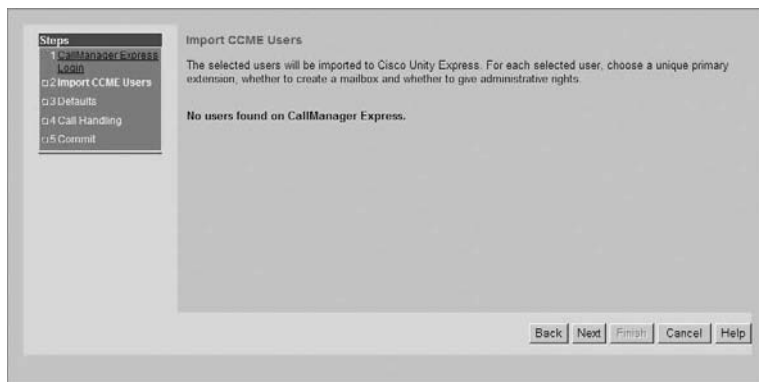 Steps
1 CallManager Express
Login
2 Import CCME Users
3 Defaults
4 Call Handling
5 Commit
Import CCME Users
The selected users will be imported to Cisco Unity Express. For each selected user, choose a unique primary
extension, whether to create a mailbox and whether to give administrative rights.
No users found on CallManager Express.
Back Next Finish Cancel Help